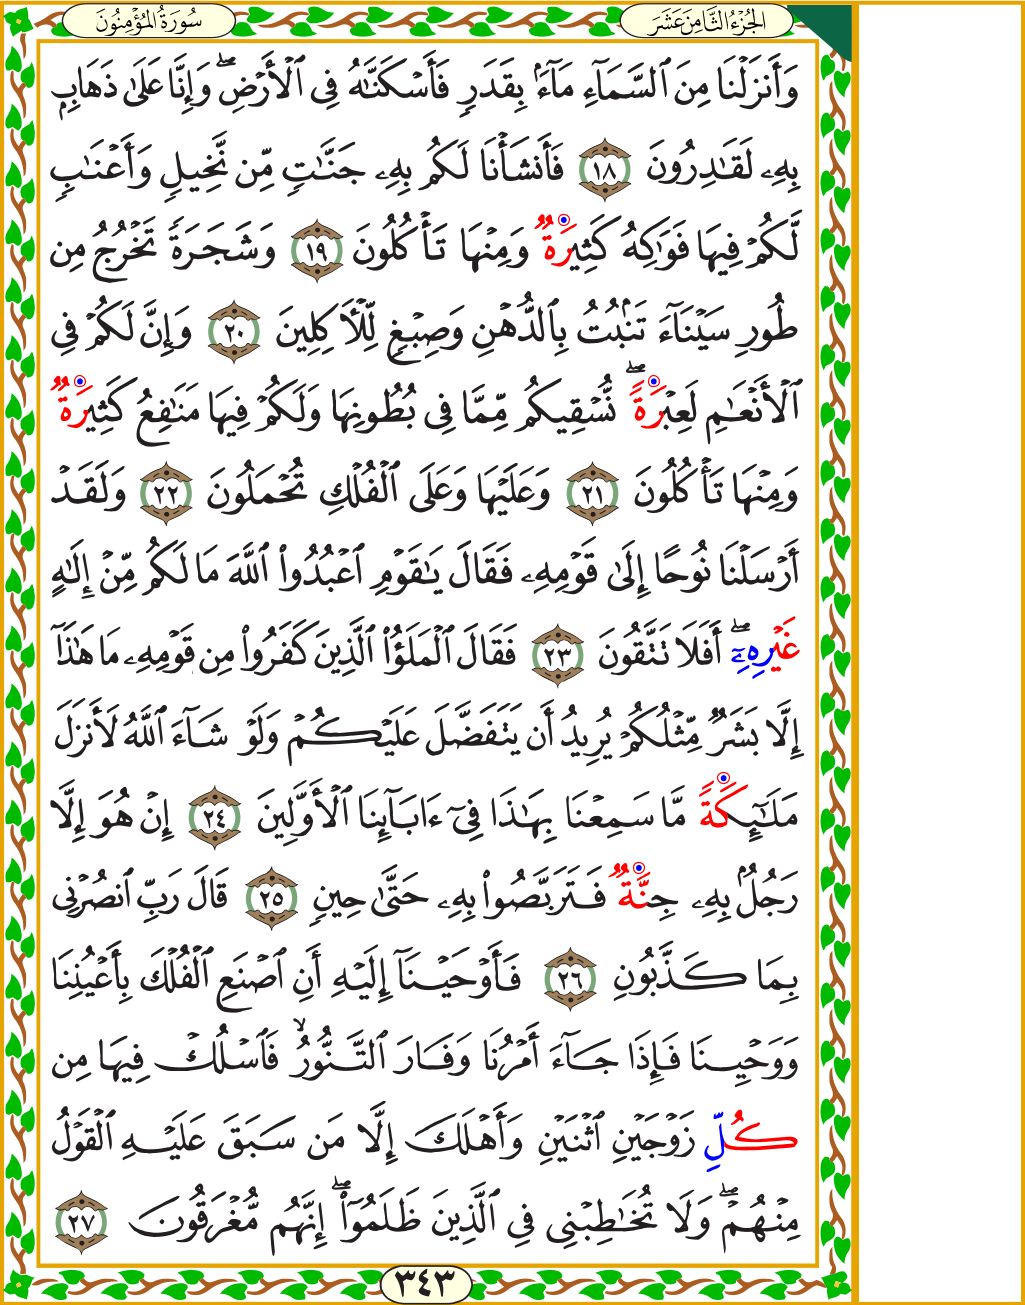 الجُزْءُ الثَّامِنَ عَشَرَ
سُورَةُ المُؤْمِنُونَ
وَأَنزَلۡنَا مِنَ ٱلسَّمَآءِ مَآءَۢ بِقَدَرٖ فَأَسۡكَنَّٰهُ فِي ٱلۡأَرۡضِۖ وَإِنَّا عَلَىٰ ذَهَابِۭ
بِهِۦ لَقَٰدِرُونَ ١٨ فَأَنشَأۡنَا لَكُم بِهِۦ جَنَّٰتٖ مِّن نَّخِيلٖ وَأَعۡنَٰبٖ
لَّكُمۡ فِيهَا فَوَٰكِهُ كَثِيرَةٞ وَمِنۡهَا تَأۡكُلُونَ ١٩ وَشَجَرَةٗ تَخۡرُجُ مِن
طُورِ سَيۡنَآءَ تَنۢبُتُ بِٱلدُّهۡنِ وَصِبۡغٖ لِّلۡأٓكِلِينَ ٢٠ وَإِنَّ لَكُمۡ فِي
ٱلۡأَنۡعَٰمِ لَعِبۡرَةٗۖ نُّسۡقِيكُم مِّمَّا فِي بُطُونِهَا وَلَكُمۡ فِيهَا مَنَٰفِعُ كَثِيرَةٞ
وَمِنۡهَا تَأۡكُلُونَ ٢١ وَعَلَيۡهَا وَعَلَى ٱلۡفُلۡكِ تُحۡمَلُونَ ٢٢ وَلَقَدۡ
أَرۡسَلۡنَا نُوحًا إِلَىٰ قَوۡمِهِۦ فَقَالَ يَٰقَوۡمِ ٱعۡبُدُواْ ٱللَّهَ مَا لَكُم مِّنۡ إِلَٰهٍ
غَيۡرِهِۦٓۖ أَفَلَا تَتَّقُونَ ٢٣ فَقَالَ ٱلۡمَلَؤُاْ ٱلَّذِينَ كَفَرُواْ مِن قَوۡمِهِۦ مَا هَٰذَآ
إِلَّا بَشَرٞ مِّثۡلُكُمۡ يُرِيدُ أَن يَتَفَضَّلَ عَلَيۡكُمۡ وَلَوۡ شَآءَ ٱللَّهُ لَأَنزَلَ
مَلَٰٓئِكَةٗ مَّا سَمِعۡنَا بِهَٰذَا فِيٓ ءَابَآئِنَا ٱلۡأَوَّلِينَ ٢٤ إِنۡ هُوَ إِلَّا
رَجُلُۢ بِهِۦ جِنَّةٞ فَتَرَبَّصُواْ بِهِۦ حَتَّىٰ حِينٖ ٢٥ قَالَ رَبِّ ٱنصُرۡنِي
بِمَا كَذَّبُونِ ٢٦ فَأَوۡحَيۡنَآ إِلَيۡهِ أَنِ ٱصۡنَعِ ٱلۡفُلۡكَ بِأَعۡيُنِنَا
وَوَحۡيِنَا فَإِذَا جَآءَ أَمۡرُنَا وَفَارَ ٱلتَّنُّورُۙ فَٱسۡلُكۡ فِيهَا مِن
كُلِّ زَوۡجَيۡنِ ٱثۡنَيۡنِ وَأَهۡلَكَ إِلَّا مَن سَبَقَ عَلَيۡهِ ٱلۡقَوۡلُ
مِنۡهُمۡۖ وَلَا تُخَٰطِبۡنِي فِي ٱلَّذِينَ ظَلَمُوٓاْ إِنَّهُم مُّغۡرَقُونَ ٢٧
٣٤٣